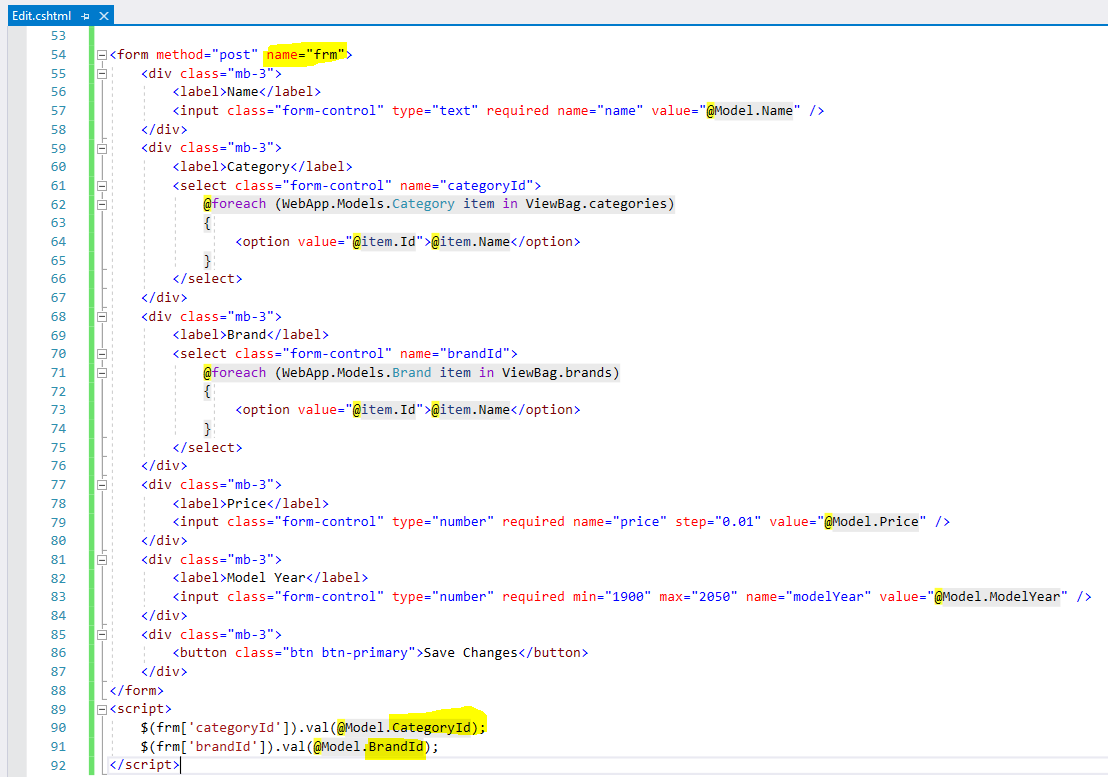 Edit.cshtml
53
54 <form method="post" name="frm">
55 <div class="mb-3">
56 <label>Name</label>
57 <input class="form-control" type="text" required name="name" value="@Model.Name" />
58 </div>
59 <div class="mb-3">
60 <label>Category</label>
61 <select class="form-control" name="categoryId">
62 @foreach (WebApp.Models.Category item in ViewBag.categories)
63 {
64 <option value="@item.Id">@item.Name</option>
65 }
66 </select>
67 </div>
68 <div class="mb-3">
69 <label>Brand</label>
70 <select class="form-control" name="brandId">
71 @foreach (WebApp.Models.Brand item in ViewBag.brands)
72 {
73 <option value="@item.Id">@item.Name</option>
74 }
75 </select>
76 </div>
77 <div class="mb-3">
78 <label>Price</label>
79 <input class="form-control" type="number" required name="price" step="0.01" value="@Model.Price" />
80 </div>
81 <div class="mb-3">
82 <label>Model Year</label>
83 <input class="form-control" type="number" required min="1900" max="2050" name="modelYear" value="@Model.ModelYear" />
84 </div>
85 <div class="mb-3">
86 <button class="btn btn-primary">Save Changes</button>
87 </div>
88 </form>
89 <script>
90 $(frm['categoryId']).val(@Model.CategoryId);
91 $(frm['brandId']).val(@Model.BrandId);
92 </script>